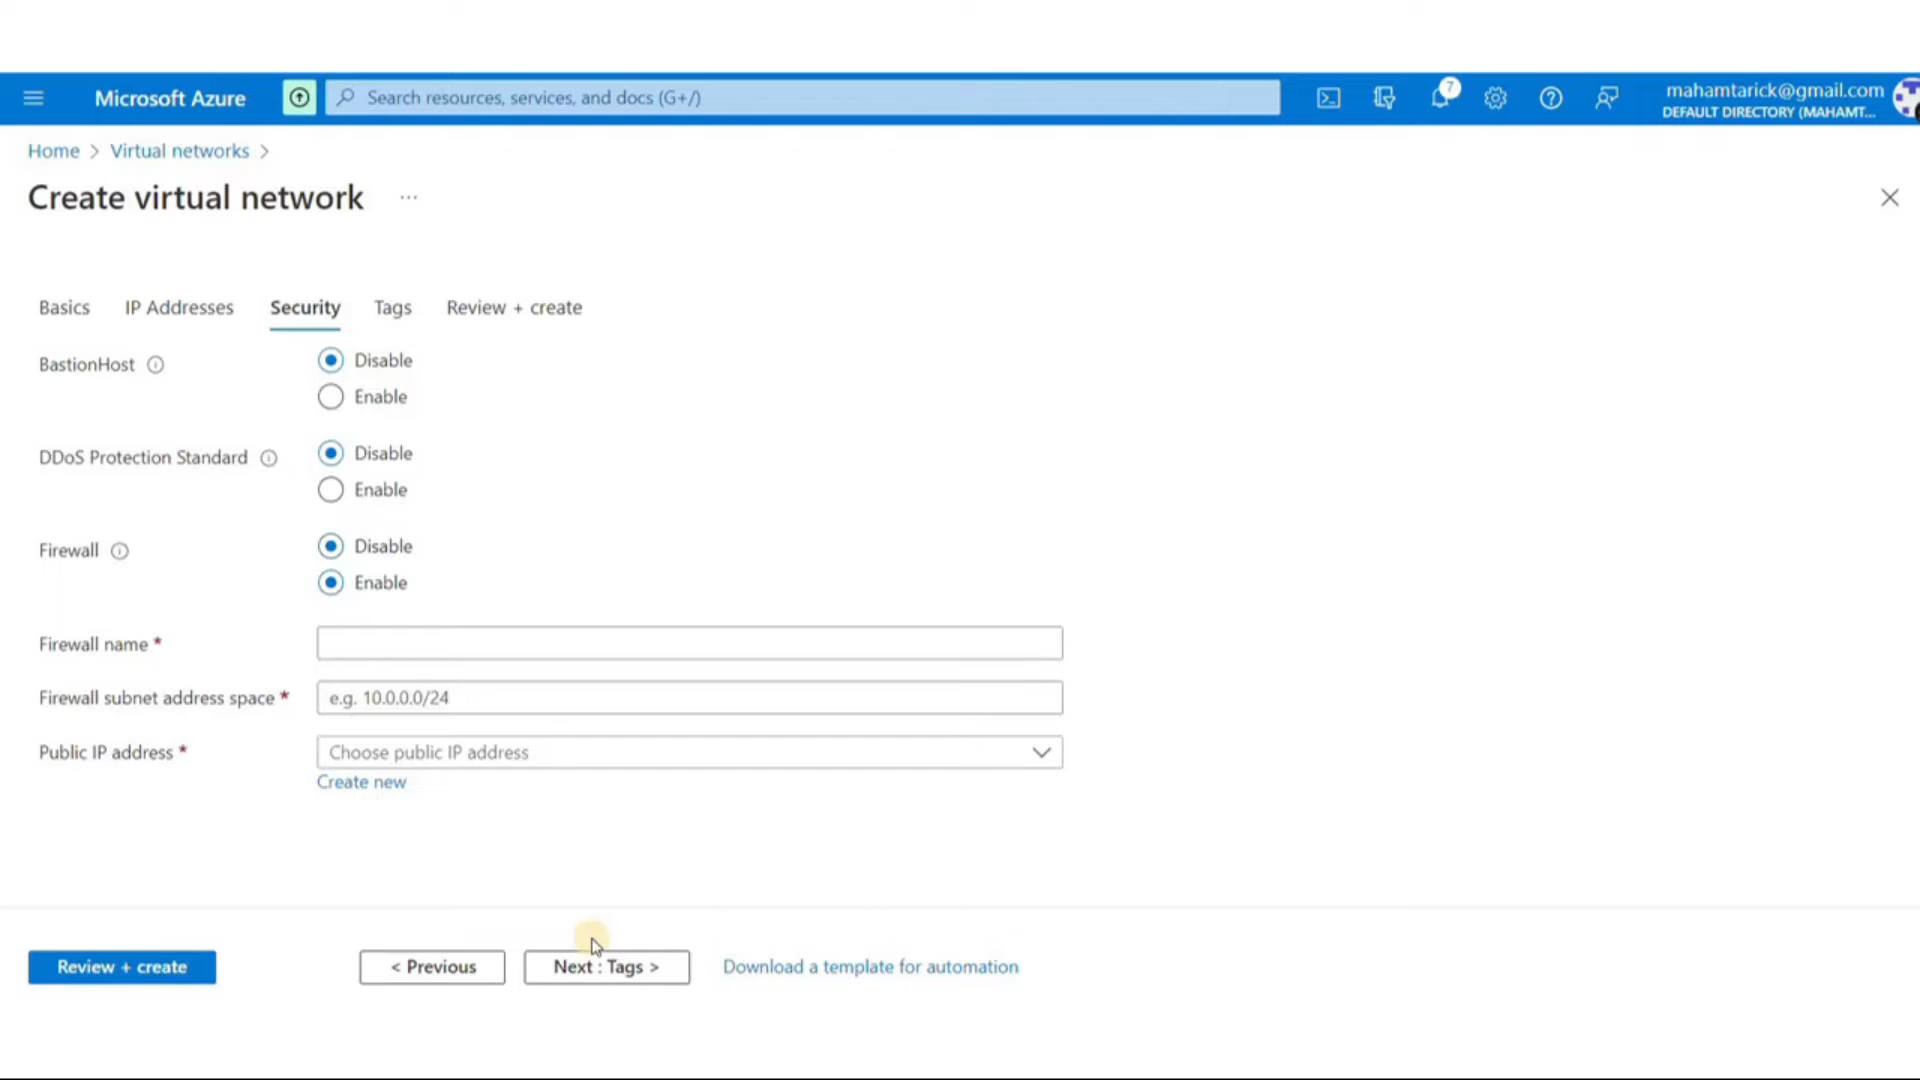 Microsoft Azure
Search resources, services, and docs (G+/)
7
mahamtarick@gmail.com
DEFAULT DIRECTORY (MAHAMT...
Home > Virtual networks >
Create virtual network ...
Basics IP Addresses Security Tags Review + create
BastionHost
Disable
Enable
DDoS Protection Standard
Disable
Enable
Firewall
Disable
Enable
Firewall name *
Firewall subnet address space * e.g. 10.0.0.0/24
Public IP address * Choose public IP address
Create new
Review + create < Previous Next : Tags > Download a template for automation